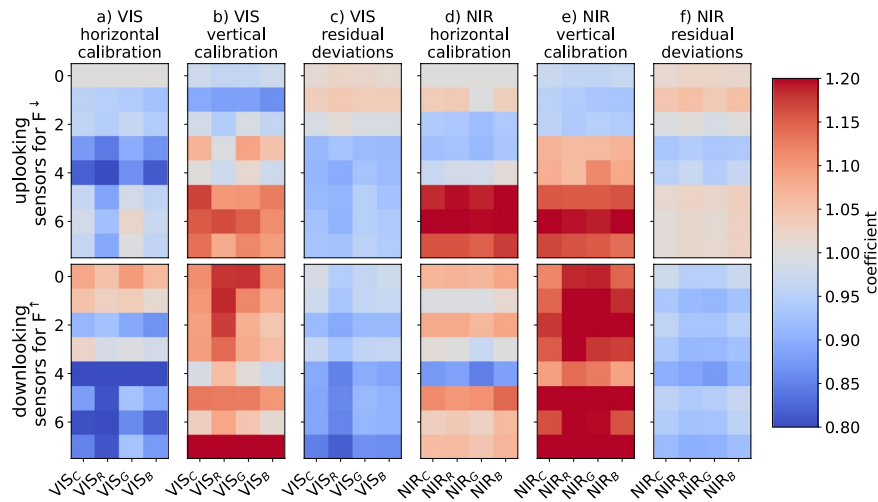 a) VIS
horizontal
calibration
b) VIS
vertical
calibration
c) VIS
residual
deviations
d) NIR
horizontal
calibration
e) NIR
vertical
calibration
f) NIR
residual
deviations
uplooking
sensors for F↓
0
2
4
6
downlooking
sensors for F↑
0
2
4
6
VIS_C VIS_R VIS_G VIS_B
VIS_C VIS_R VIS_G VIS_B
VIS_C VIS_R VIS_G VIS_B
NIR_C NIR_R NIR_G NIR_B
NIR_C NIR_R NIR_G NIR_B
NIR_C NIR_R NIR_G NIR_B
1.20
1.15
1.10
1.05
1.00
0.95
0.90
0.85
0.80
coefficient